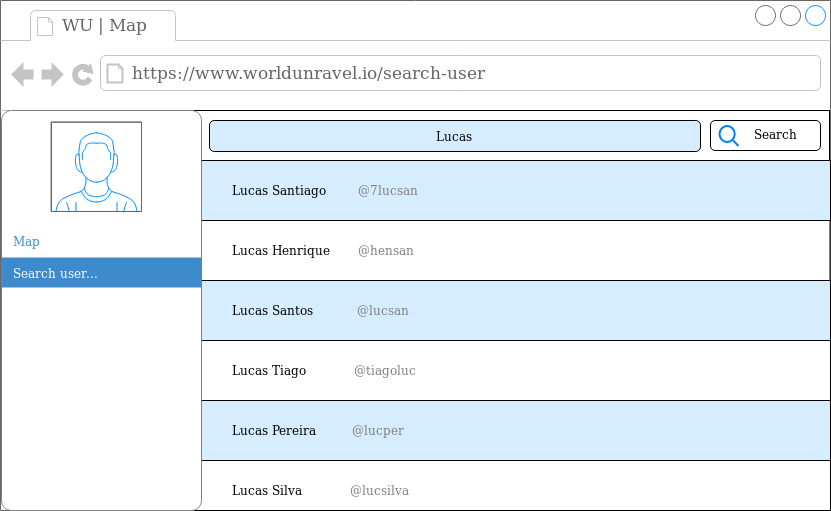 WU | Map
https://www.worldunravel.io/search-user
Lucas
Search
Map
Search user...
Lucas Santiago @7lucsan
Lucas Henrique @hensan
Lucas Santos @lucsan
Lucas Tiago @tiagoluc
Lucas Pereira @lucper
Lucas Silva @lucsilva